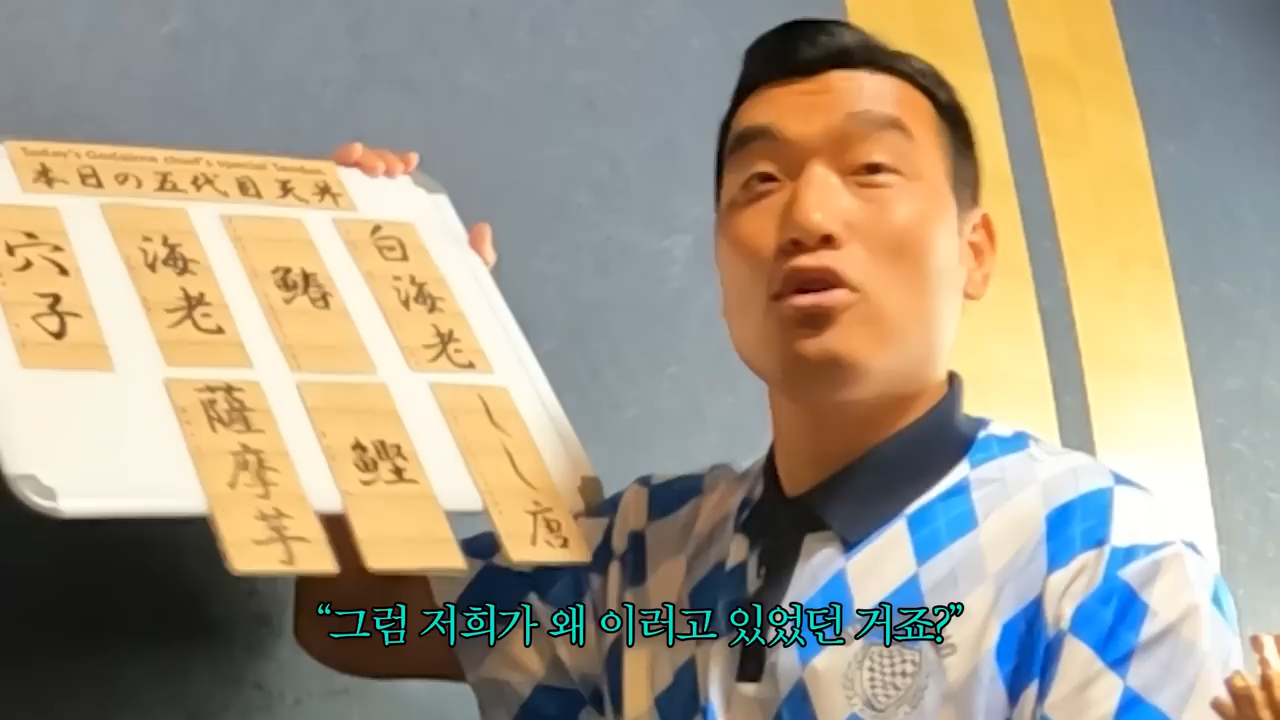 Today's Godaime chef's special Tendon
本日の五代目天丼
穴子
海老
鰆
白海老
薩摩芋
鰹
しし唐
“그럼 저희가 왜 이러고 있었던 거죠?”